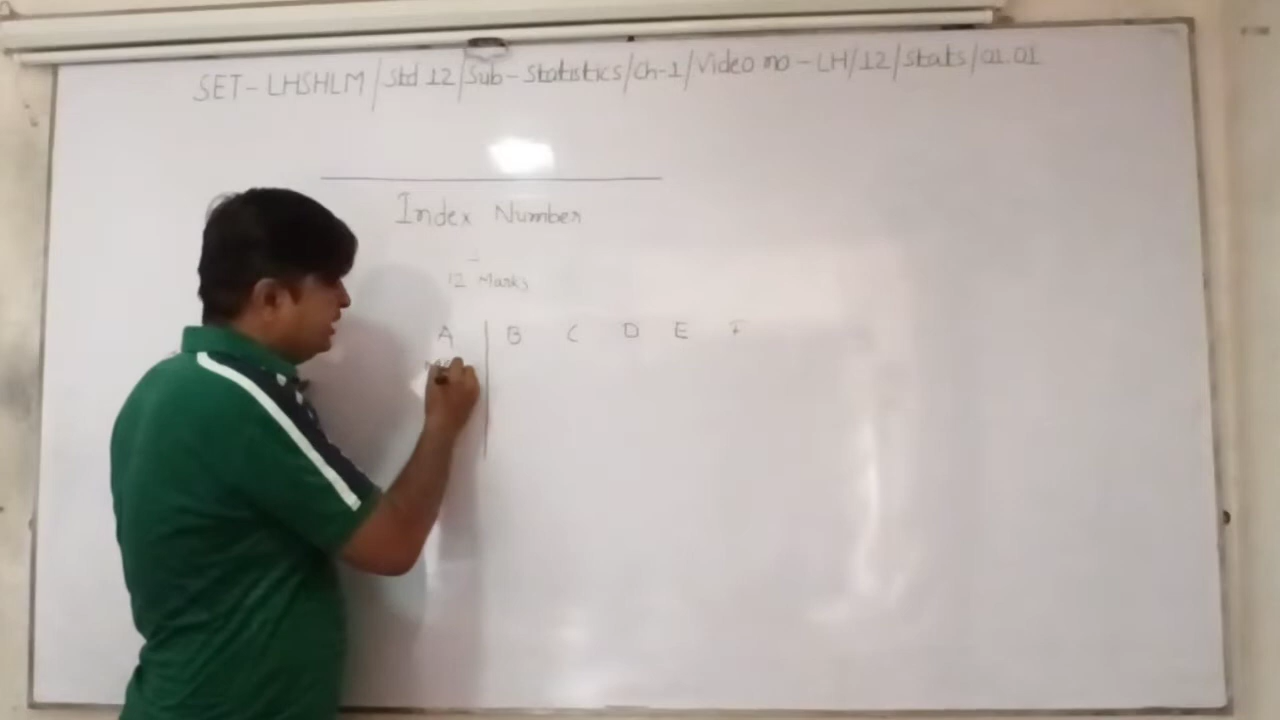 SET - LHSHLM / Std 12 / Sub - Statistics / Ch-1 / Video no - LH/12/Stats/01.01
Index Number
12 Marks
A B C D E F